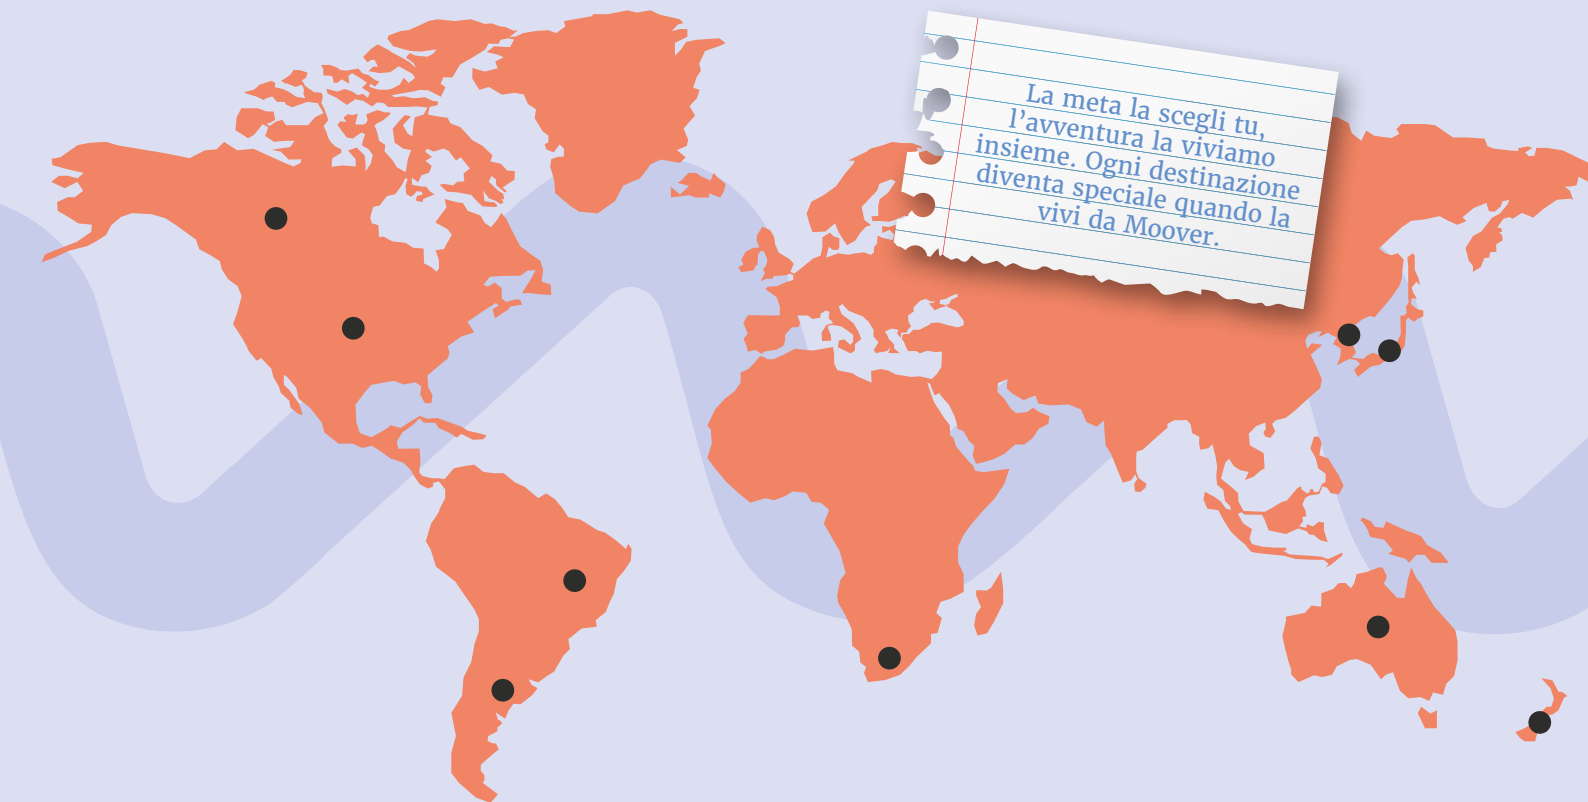 La meta la scegli tu,
l’avventura la viviamo
insieme. Ogni destinazione
diventa speciale quando la
vivi da Moover.